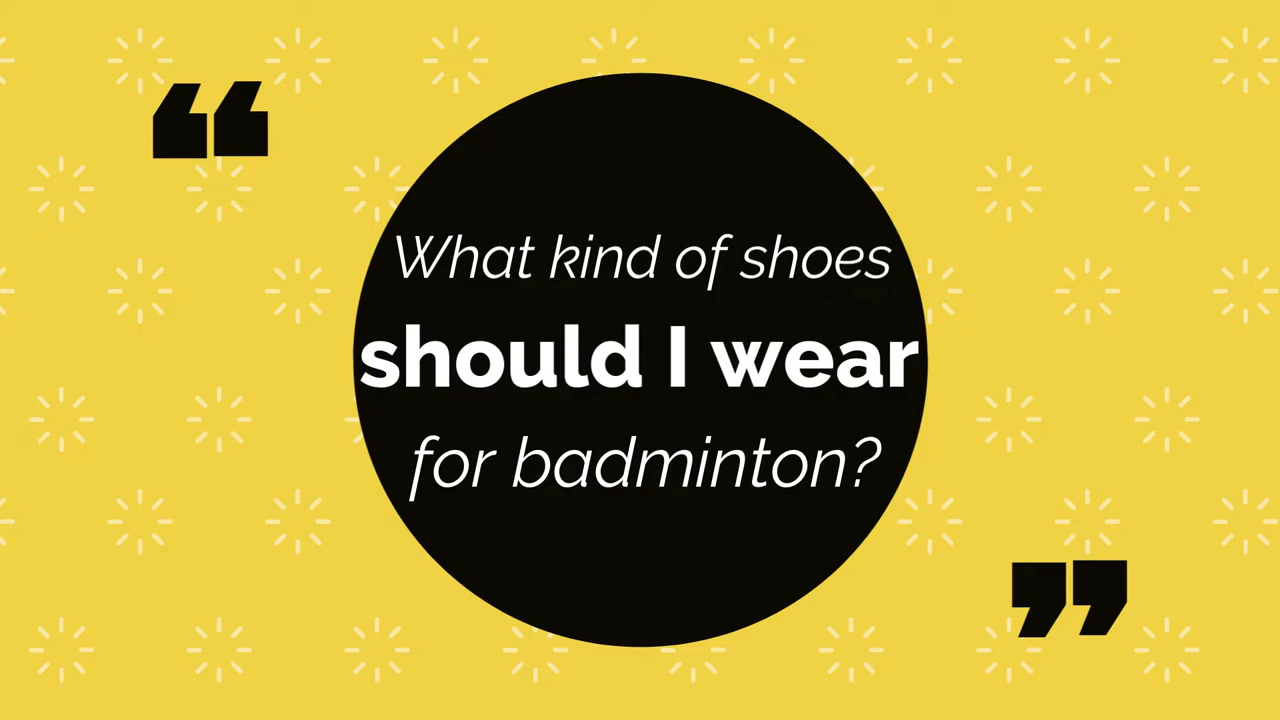 “
What kind of shoes
should I wear
for badminton?
”